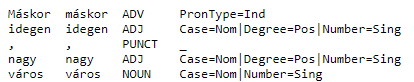 Máskor máskor ADV PronType=Ind
idegen idegen ADJ Case=Nom|Degree=Pos|Number=Sing
, , PUNCT _
nagy nagy ADJ Case=Nom|Degree=Pos|Number=Sing
város város NOUN Case=Nom|Number=Sing